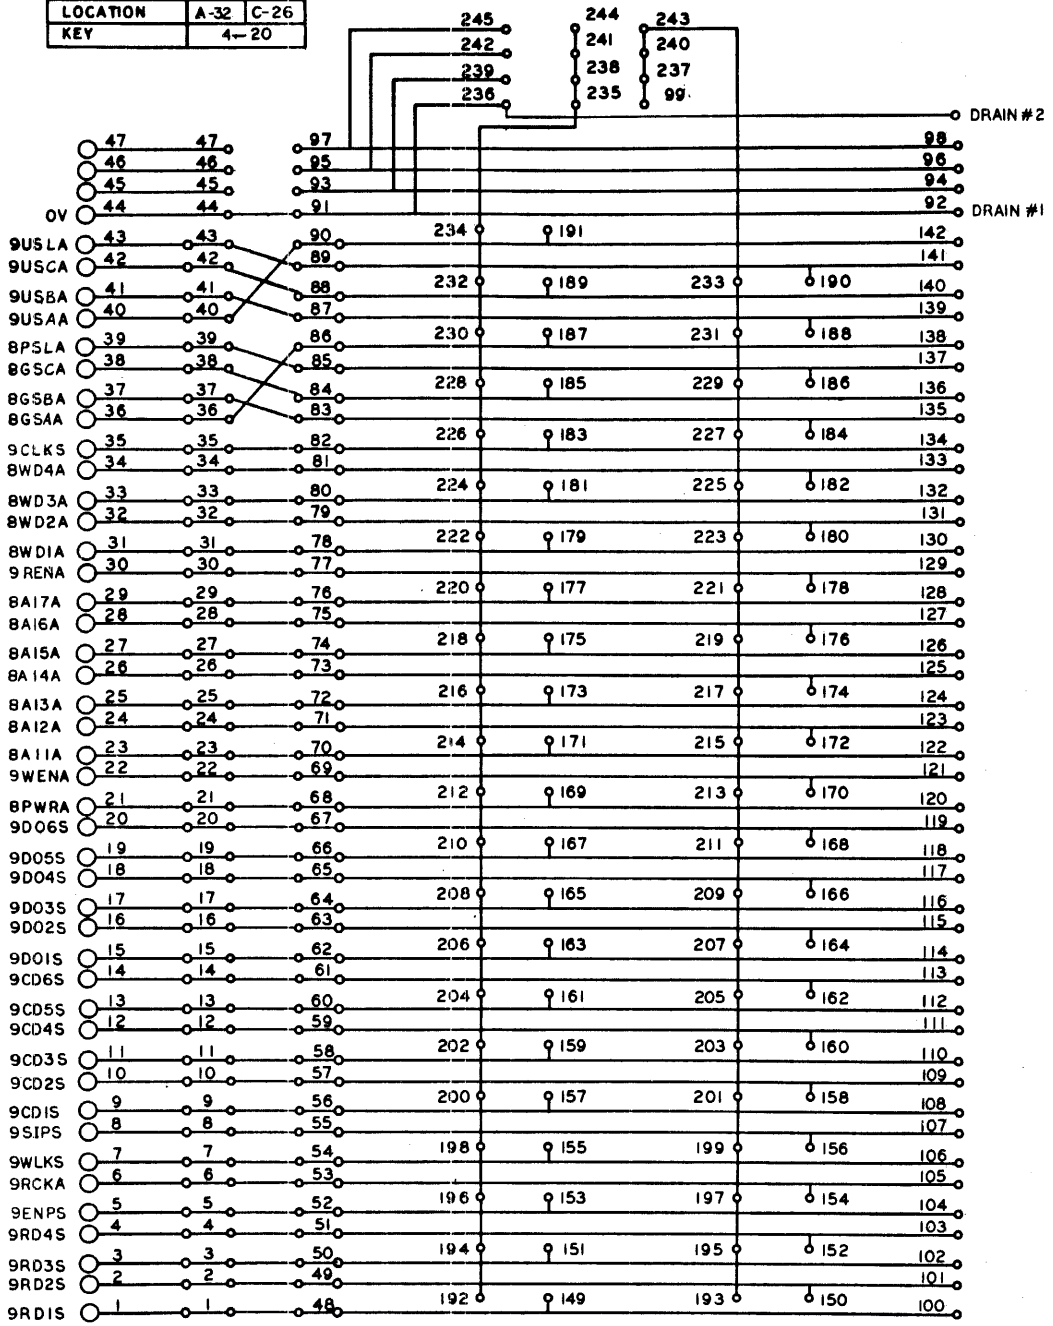 LOCATION A-32 C-26
KEY 4-20
245 244 243
242 241 240
239 238 237
236 235 99
DRAIN #2
47 47 97 98
46 46 95 96
45 45 93 94
0V 44 44 91 92 DRAIN #1
234 191
9USLA 43 43 90 142
9USCA 42 42 89 141
232 189 233 190
9USBA 41 41 88 140
9USAA 40 40 87 139
230 187 231 188
8PSLA 39 39 86 138
8GSCA 38 38 85 137
228 185 229 186
8GSBA 37 37 84 136
8GSAA 36 36 83 135
226 183 227 184
9CLKS 35 35 82 134
8WD4A 34 34 81 133
224 181 225 182
8WD3A 33 33 80 132
8WD2A 32 32 79 131
222 179 223 180
8WD1A 31 31 78 130
9RENA 30 30 77 129
220 177 221 178
8A17A 29 29 76 128
8A16A 28 28 75 127
218 175 219 176
8A15A 27 27 74 126
8A14A 26 26 73 125
216 173 217 174
8A13A 25 25 72 124
8A12A 24 24 71 123
214 171 215 172
8A11A 23 23 70 122
9WENA 22 22 69 121
212 169 213 170
8PWRA 21 21 68 120
9DO6S 20 20 67 119
210 167 211 168
9DO5S 19 19 66 118
9DO4S 18 18 65 117
208 165 209 166
9DO3S 17 17 64 116
9DO2S 16 16 63 115
206 163 207 164
9DO1S 15 15 62 114
9CD6S 14 14 61 113
204 161 205 162
9CD5S 13 13 60 112
9CD4S 12 12 59 111
202 159 203 160
9CD3S 11 11 58 110
9CD2S 10 10 57 109
200 157 201 158
9CD1S 9 9 56 108
9SIPS 8 8 55 107
198 155 199 156
9WLKS 7 7 54 106
9RCKA 6 6 53 105
196 153 197 154
9ENPS 5 5 52 104
9RD4S 4 4 51 103
194 151 195 152
9RD3S 3 3 50 102
9RD2S 2 2 49 101
192 149 193 150
9RD1S 1 1 48 100